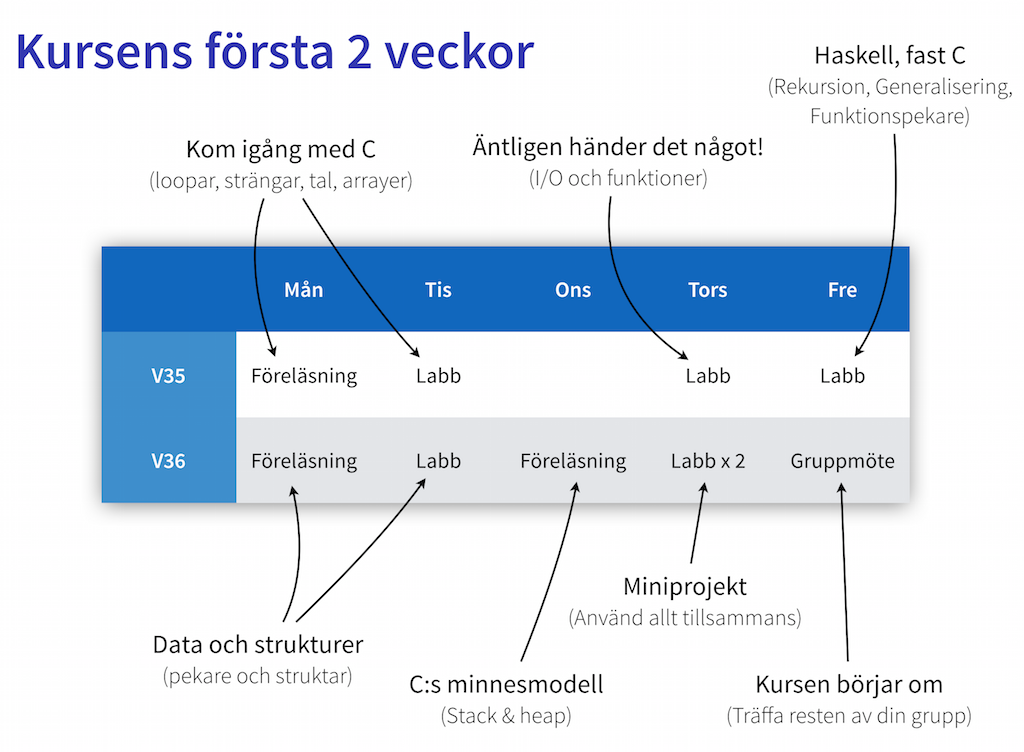 Kursens första 2 veckor
Haskell, fast C
(Rekursion, Generalisering,
Funktionspekare)
Kom igång med C
(loopar, strängar, tal, arrayer)
Äntligen händer det något!
(I/O och funktioner)
Mån Tis Ons Tors Fre
V35 Föreläsning Labb Labb Labb
V36 Föreläsning Labb Föreläsning Labb x 2 Gruppmöte
Miniprojekt
(Använd allt tillsammans)
Data och strukturer
(pekare och struktar)
C:s minnesmodell
(Stack & heap)
Kursen börjar om
(Träffa resten av din grupp)